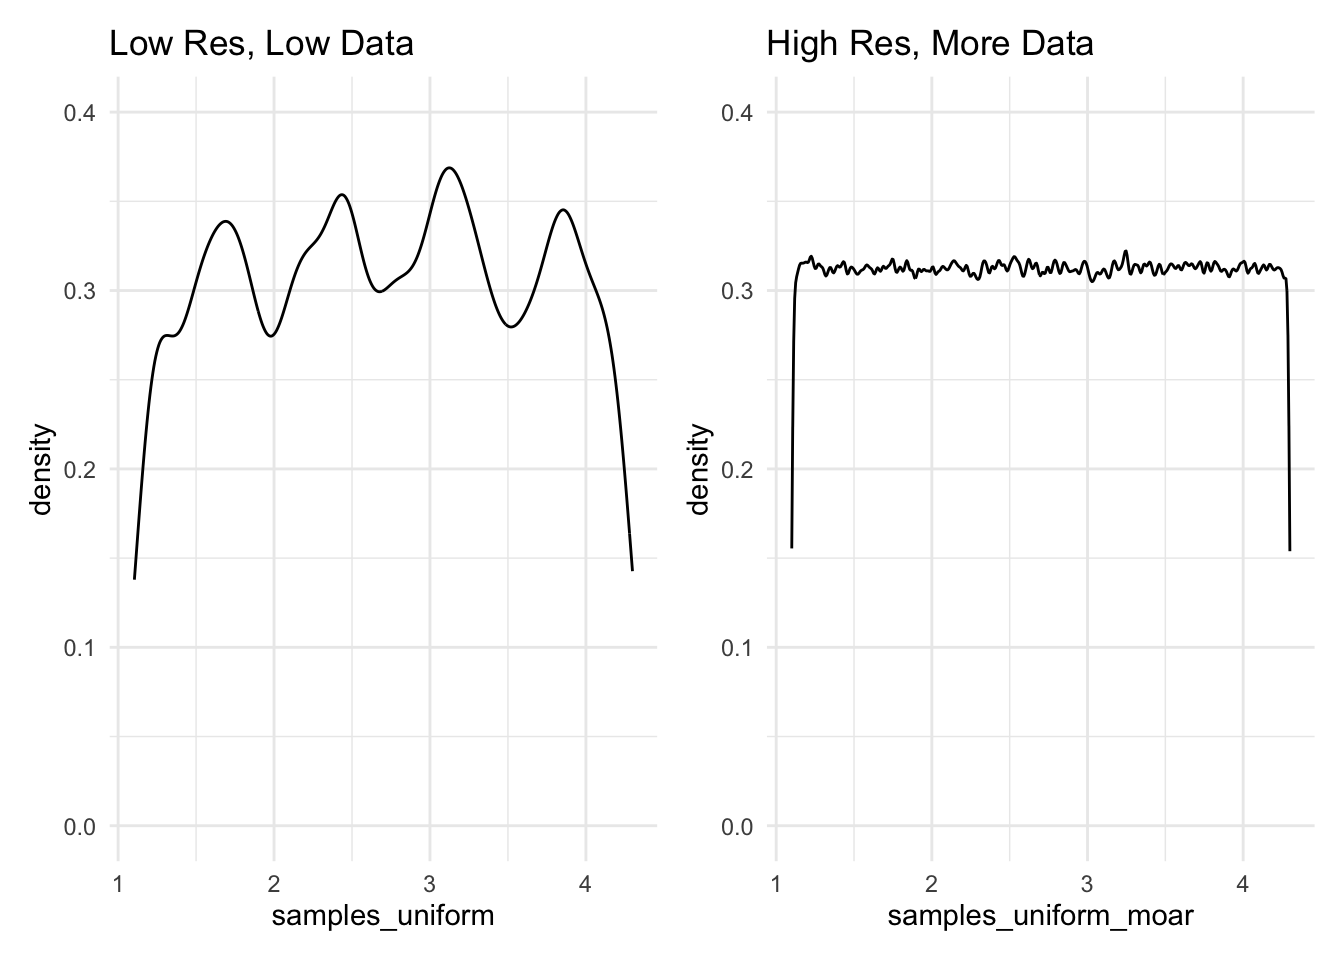 Low Res, Low Data
0.4
0.3
0.2
0.1
0.0
density
1 2 3 4
samples_uniform
High Res, More Data
0.4
0.3
0.2
0.1
0.0
density
1 2 3 4
samples_uniform_moar